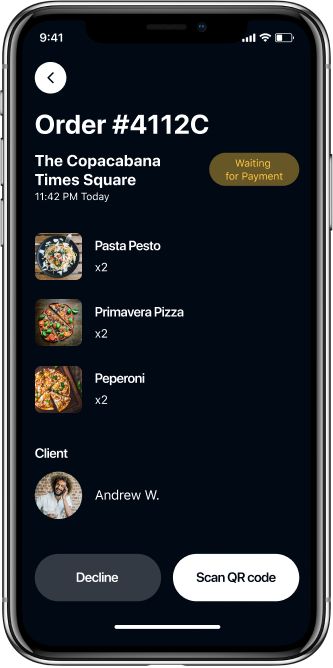 9:41
Order #4112C
The Copacabana
Times Square
Waiting
for Payment
11:42 PM Today
Pasta Pesto
x2
Primavera Pizza
x2
Peperoni
x2
Client
Andrew W.
Decline
Scan QR code